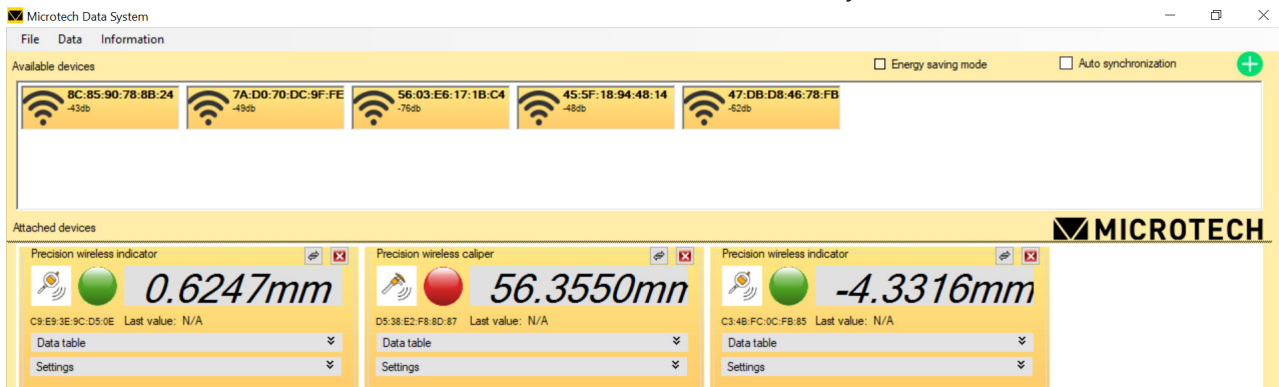 Microtech Data System
File Data Information
Available devices Energy saving mode Auto synchronization
8C:85:90:78:8B:24 7A:D0:70:DC:9F:FE 56:03:E6:17:1B:C4 45:5F:18:94:48:14 47:DB:D8:46:78:FB
-43db -49db -76db -48db -62db
Attached devices MICROTECH
Precision wireless indicator Precision wireless caliper Precision wireless indicator
0.6247mm 56.3550mm -4.3316mm
C9:E9:3E:9C:D5:0E Last value: N/A D5:38:E2:F8:8D:87 Last value: N/A C3:4B:FC:0C:FB:85 Last value: N/A
Data table Data table Data table
Settings Settings Settings